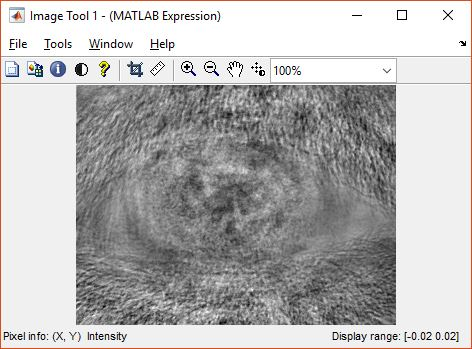 Image Tool 1 - (MATLAB Expression)
File Tools Window Help
100%
Pixel info: (X, Y) Intensity
Display range: [-0.02 0.02]